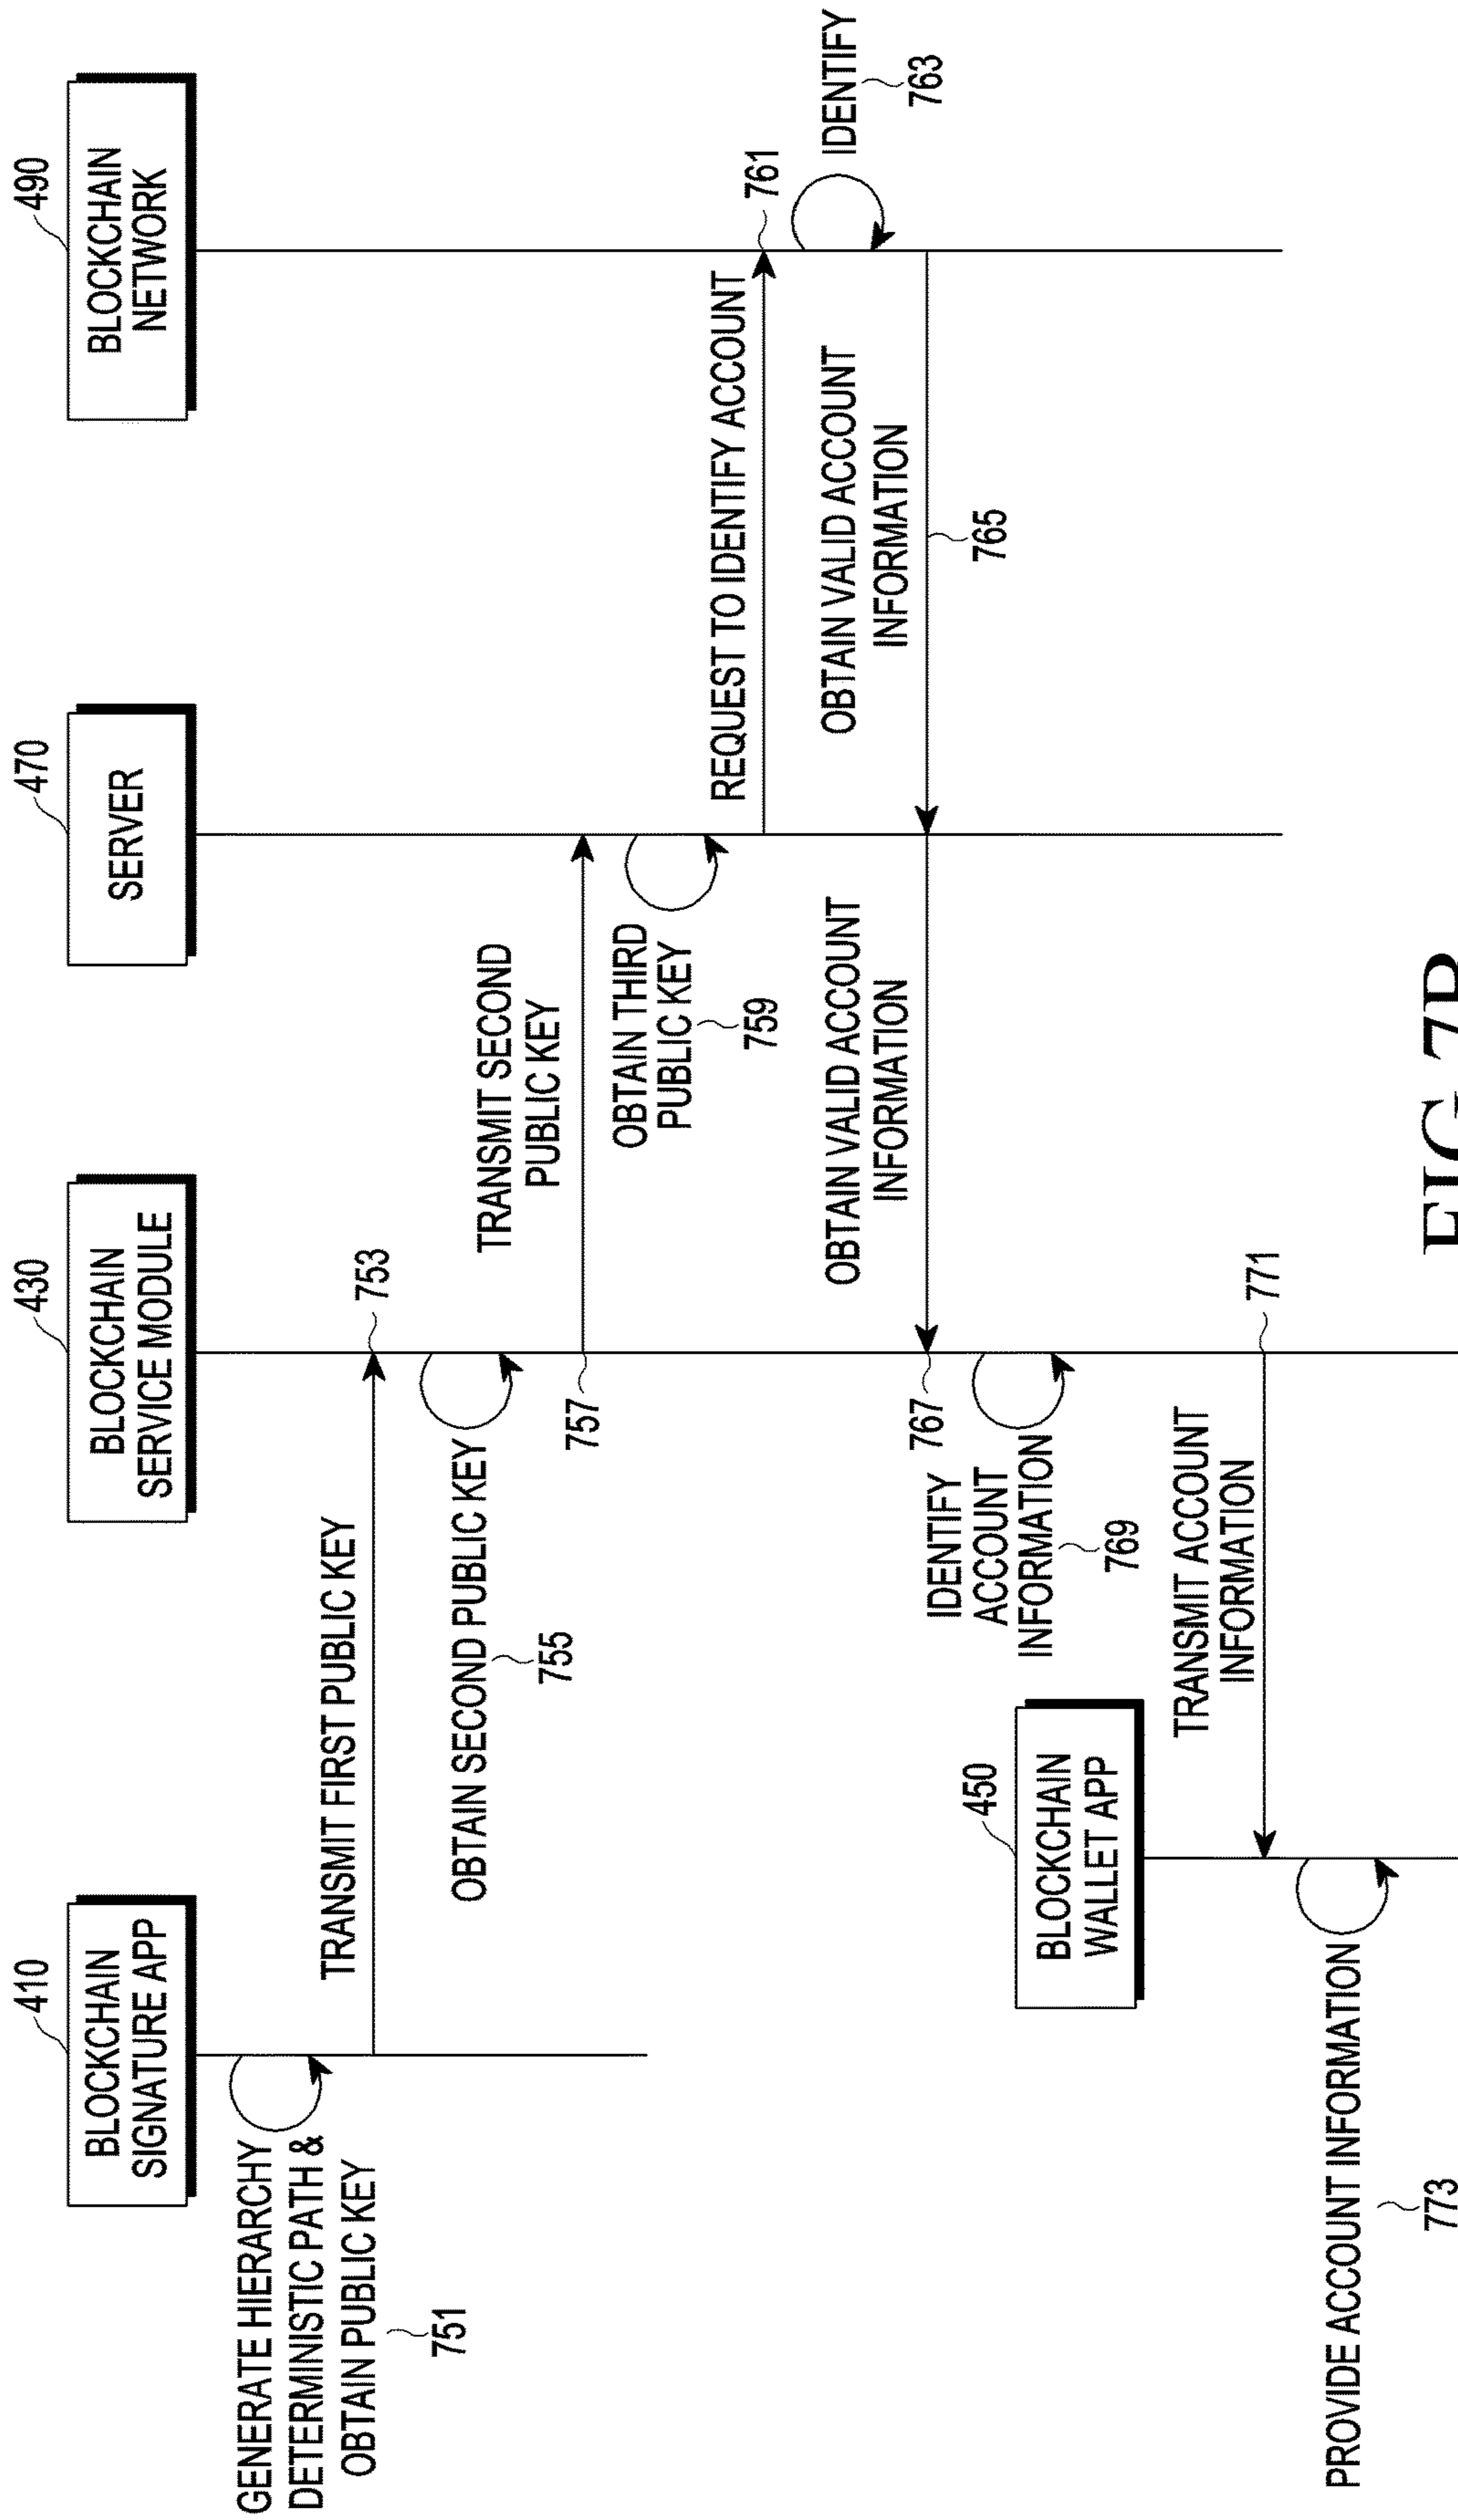 410
BLOCKCHAIN
SIGNATURE APP
430
BLOCKCHAIN
SERVICE MODULE
470
SERVER
490
BLOCKCHAIN
NETWORK
GENERATE HIERARCHY
DETERMINISTIC PATH &
OBTAIN PUBLIC KEY
751
TRANSMIT FIRST PUBLIC KEY
753
OBTAIN SECOND PUBLIC KEY
755
TRANSMIT SECOND
PUBLIC KEY
757
OBTAIN THIRD
PUBLIC KEY
759
REQUEST TO IDENTIFY ACCOUNT
761
IDENTIFY
763
OBTAIN VALID ACCOUNT
INFORMATION
765
OBTAIN VALID ACCOUNT
INFORMATION
767
IDENTIFY
ACCOUNT
INFORMATION
769
450
BLOCKCHAIN
WALLET APP
TRANSMIT ACCOUNT
INFORMATION
771
PROVIDE ACCOUNT INFORMATION
773
FIG. 7B